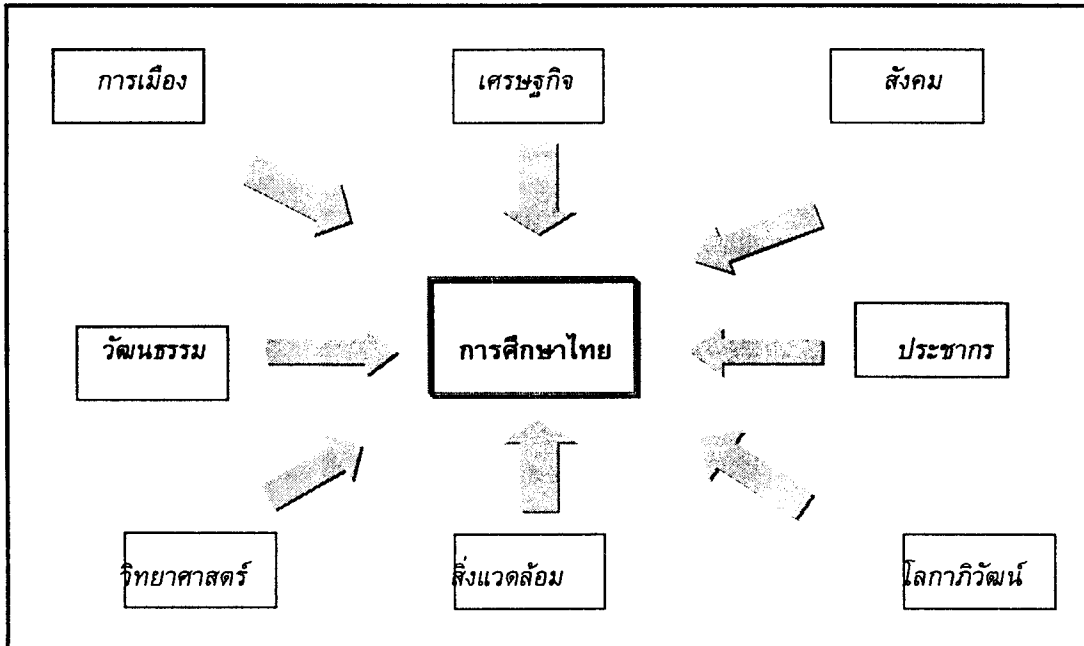 การเมือง
เศรษฐกิจ
สังคม
วัฒนธรรม
การศึกษาไทย
ประชากร
วิทยาศาสตร์
สิ่งแวดล้อม
โลกาภิวัฒน์